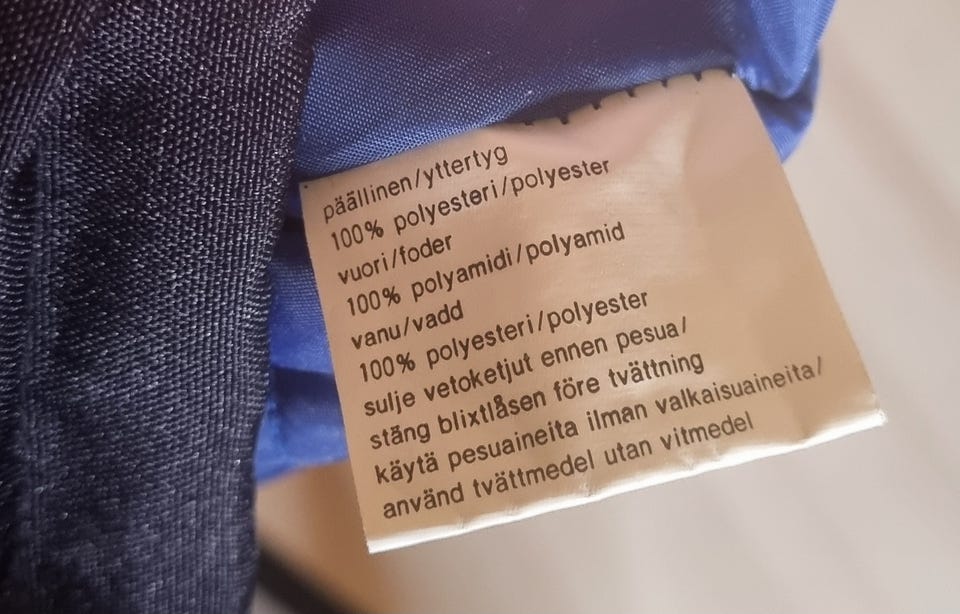 päällinen/yttertyg
100% polyesteri/polyester
vuori/foder
100% polyamidi/polyamid
vanu/vadd
100% polyesteri/polyester
sulje vetoketjut ennen pesua/
stäng blixtlåsen före tvättning
käytä pesuaineita ilman valkaisuaineita/
använd tvättmedel utan vitmedel